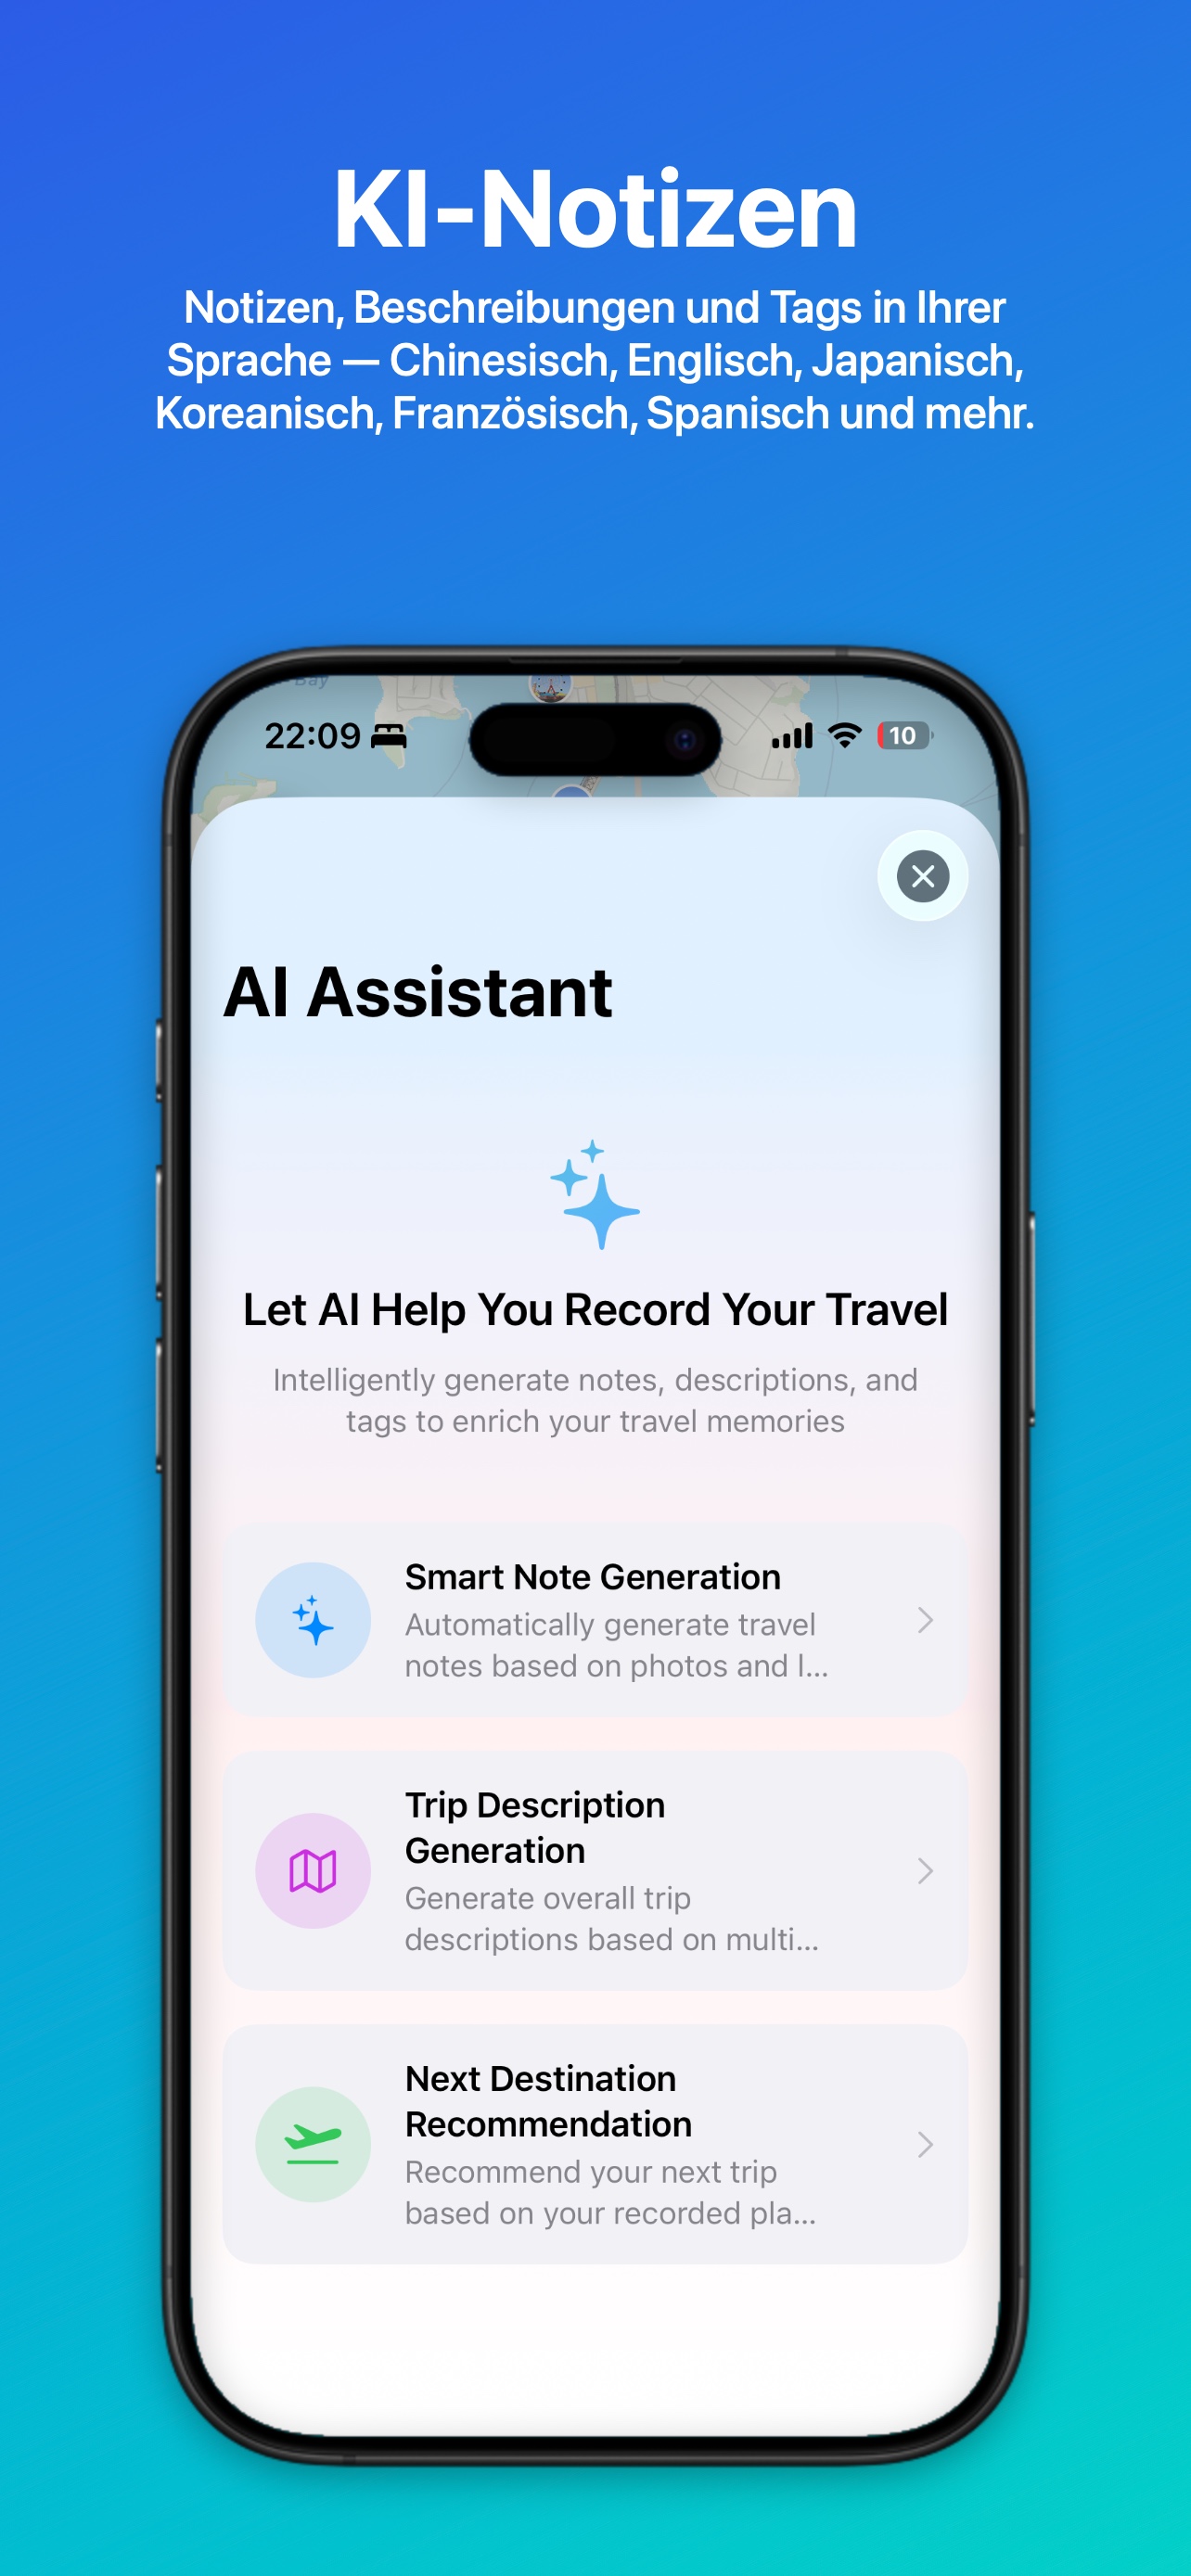 KI-Notizen
Notizen, Beschreibungen und Tags in Ihrer
Sprache — Chinesisch, Englisch, Japanisch,
Koreanisch, Französisch, Spanisch und mehr.
Bay
22:09
10
AI Assistant
Let AI Help You Record Your Travel
Intelligently generate notes, descriptions, and
tags to enrich your travel memories
Smart Note Generation
Automatically generate travel
notes based on photos and l...
Trip Description
Generation
Generate overall trip
descriptions based on multi...
Next Destination
Recommendation
Recommend your next trip
based on your recorded pla...